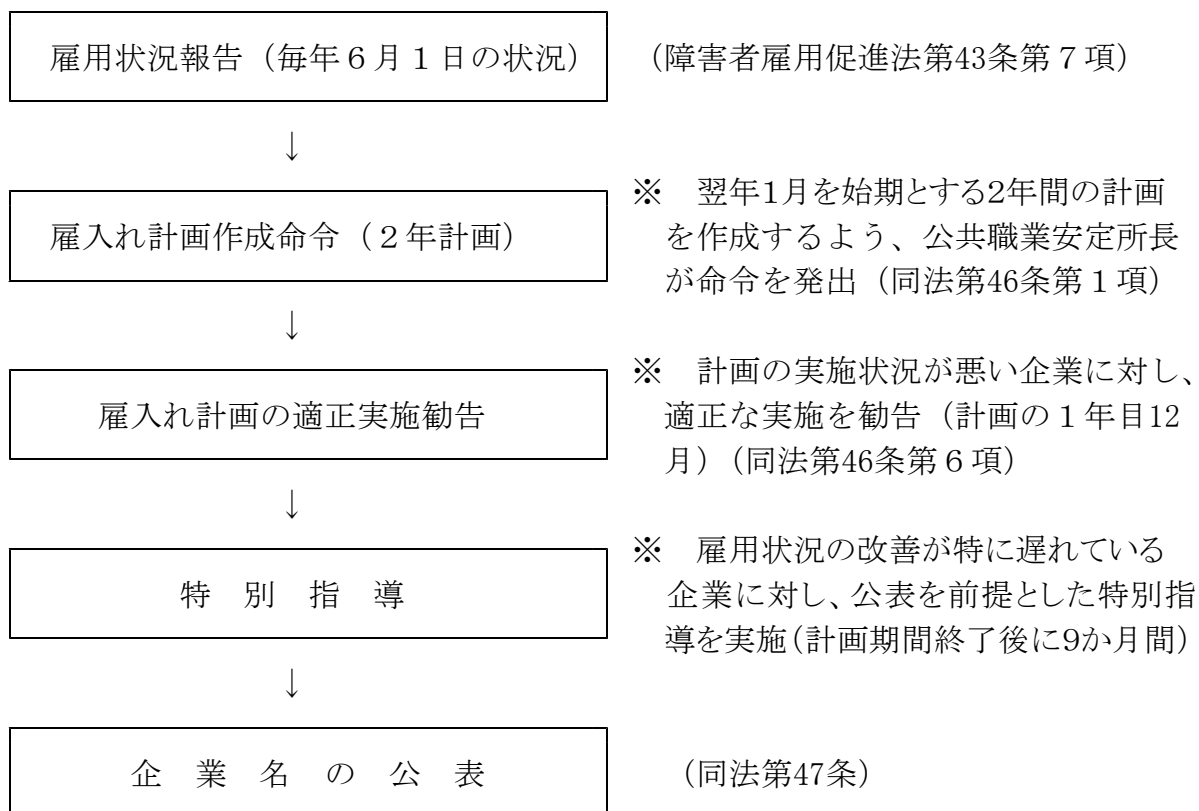 雇用状況報告（毎年６月１日の状況）
（障害者雇用促進法第43条第７項）
↓
雇入れ計画作成命令（２年計画）
※　翌年1月を始期とする2年間の計画
を作成するよう、公共職業安定所長
が命令を発出（同法第46条第１項）
↓
雇入れ計画の適正実施勧告
※　計画の実施状況が悪い企業に対し、
適正な実施を勧告（計画の１年目12
月）（同法第46条第６項）
↓
特　別　指　導
※　雇用状況の改善が特に遅れている
企業に対し、公表を前提とした特別指
導を実施（計画期間終了後に9か月間）
↓
企　業　名　の　公　表
（同法第47条）